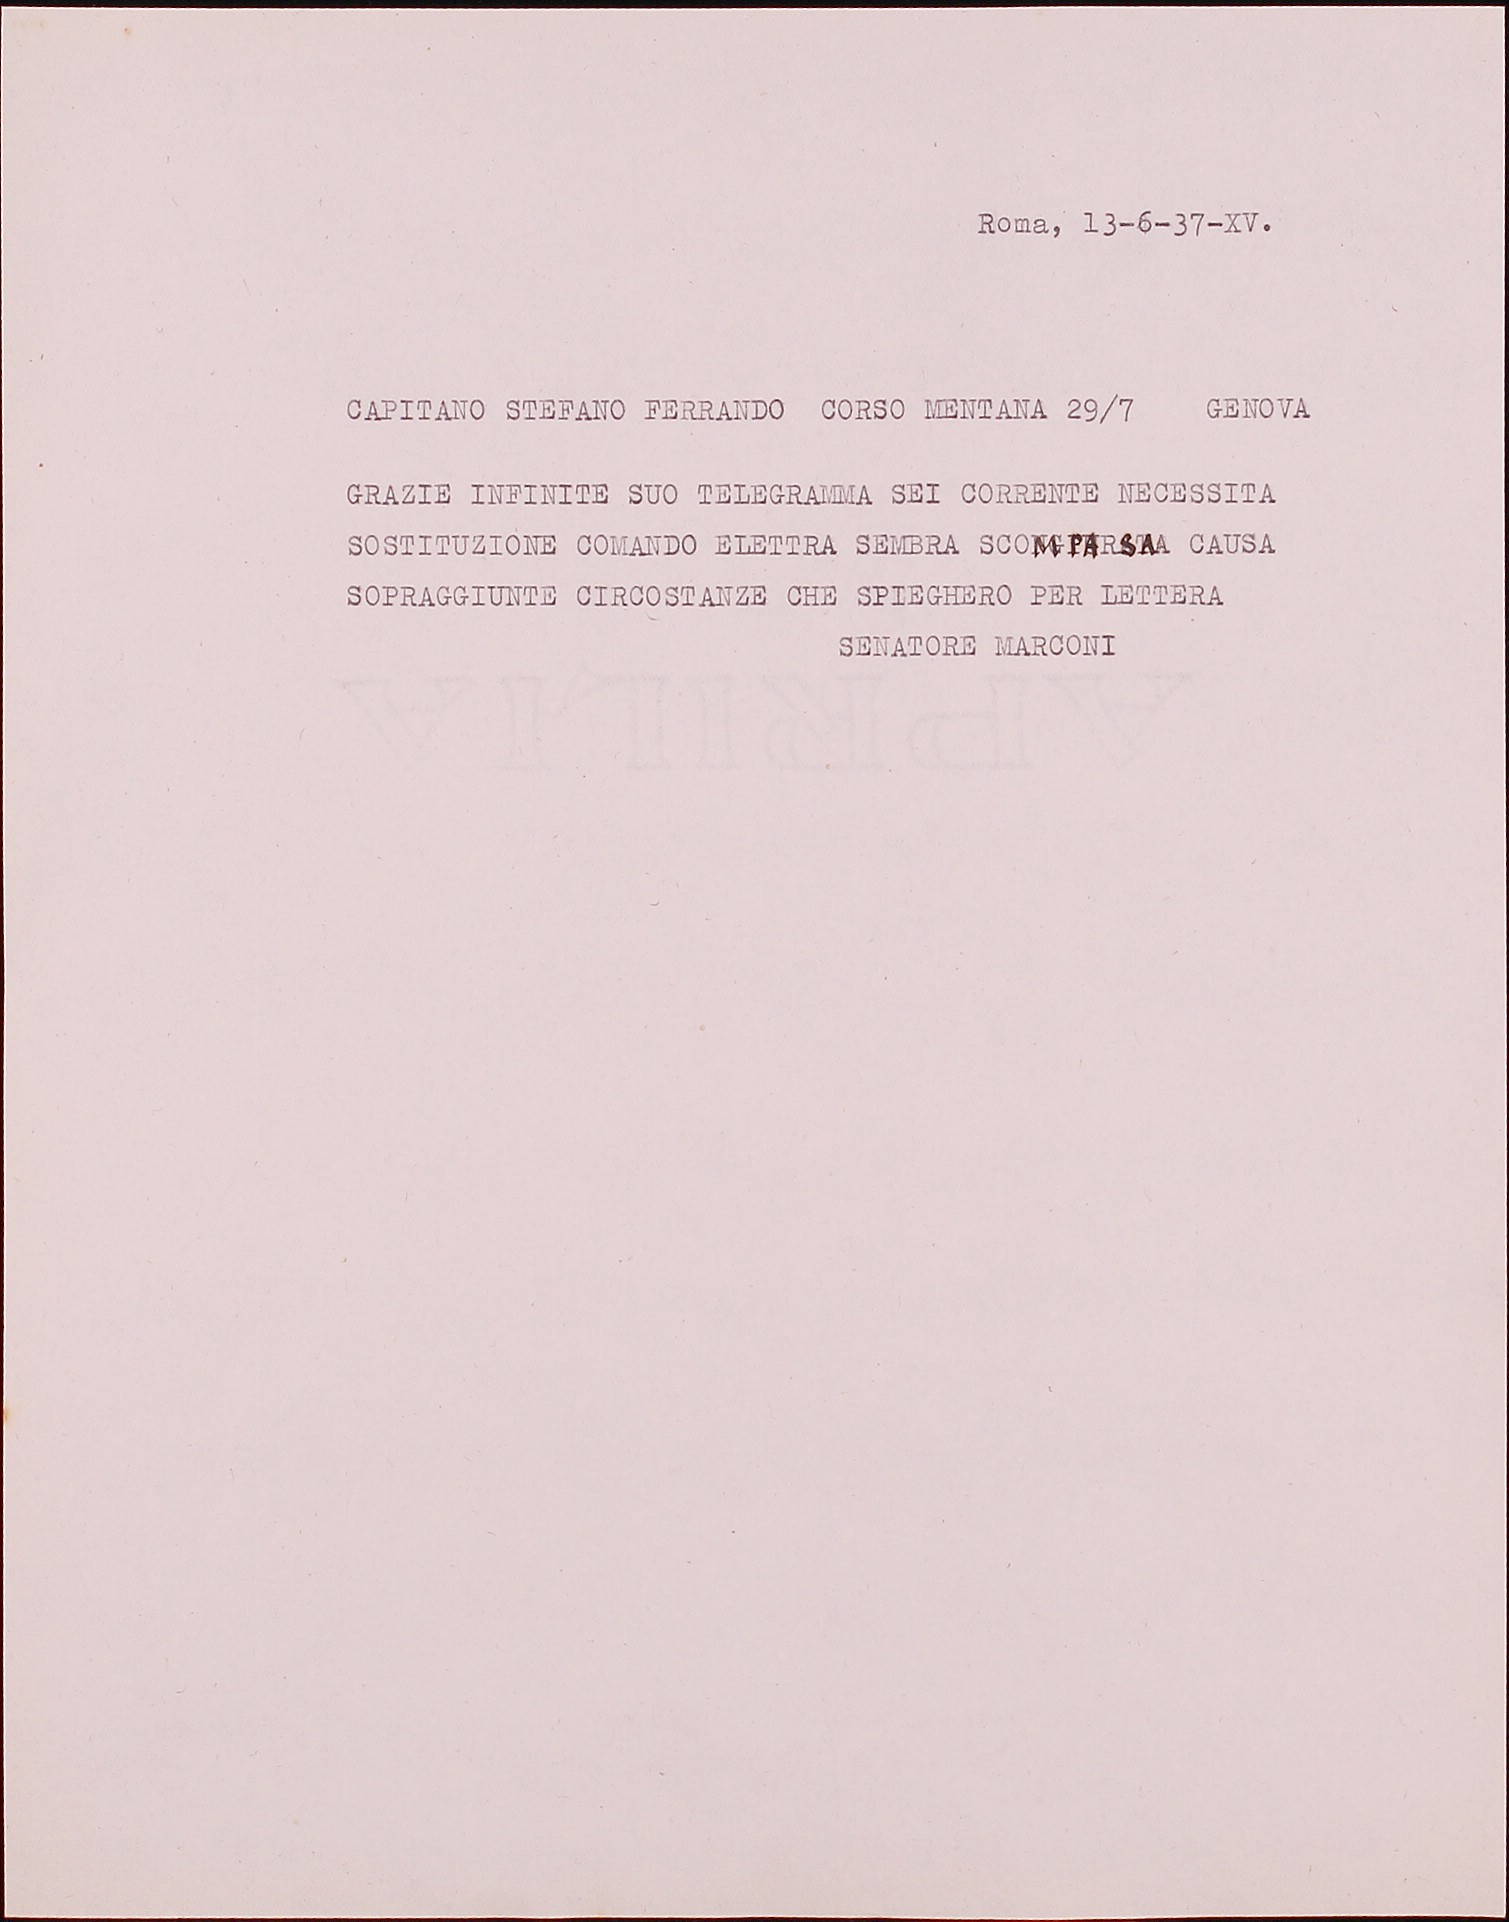 Roma, 13-6-37-XV.
CAPITANO STEFANO FERRANDO CORSO MENTANA 29/7 GENOVA
GRAZIE INFINITE SUO TELEGRAMMA SEI CORRENTE NECESSITA
SOSTITUZIONE COMANDO ELETTRA SEMBRA SCOMPARSA CAUSA
SOPRAGGIUNTE CIRCOSTANZE CHE SPIEGHERO PER LETTERA
SENATORE MARCONI